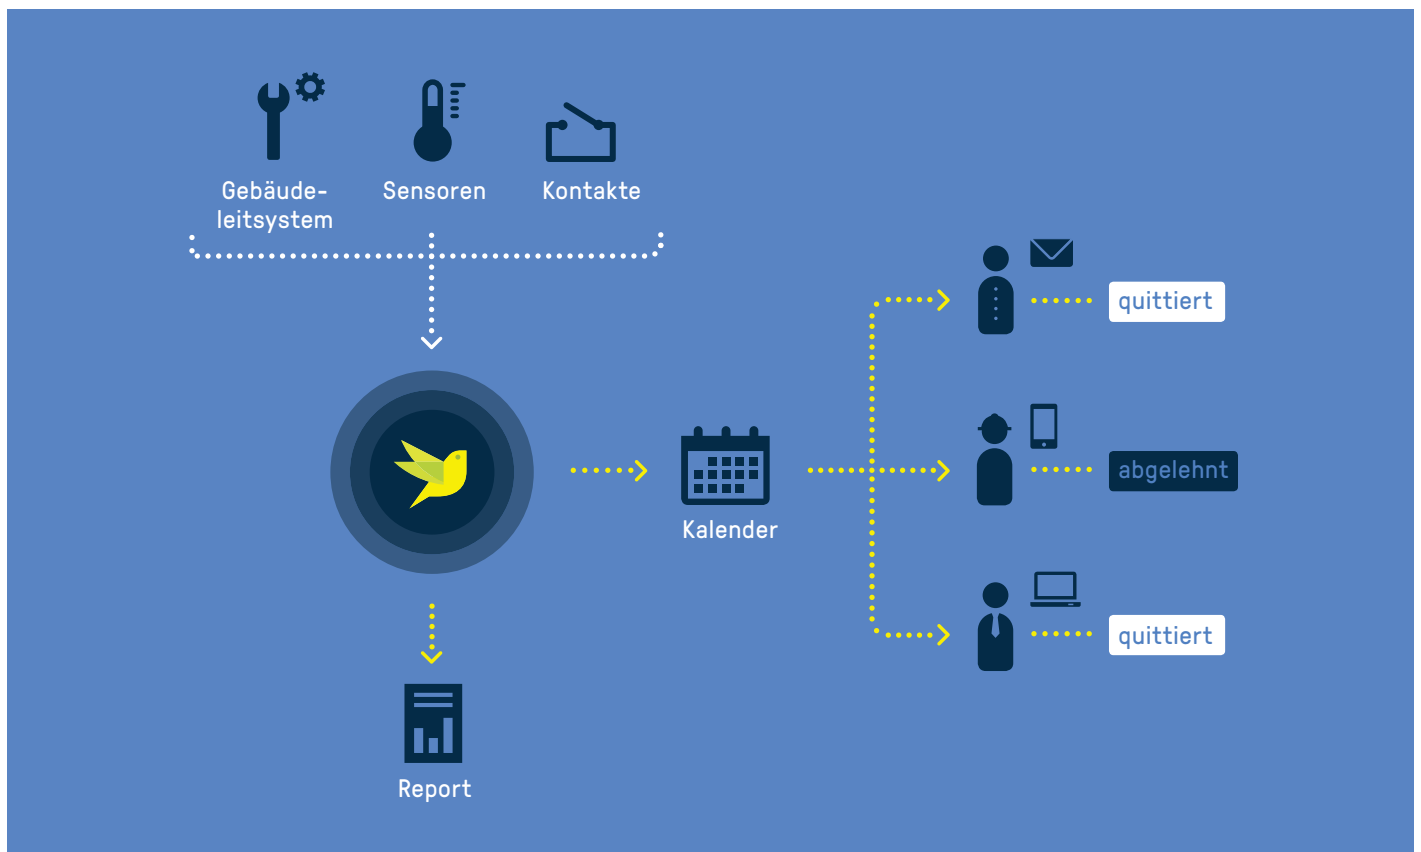 Gebäude-
leitsystem
Sensoren
Kontakte
quittiert
abgelehnt
Kalender
quittiert
Report